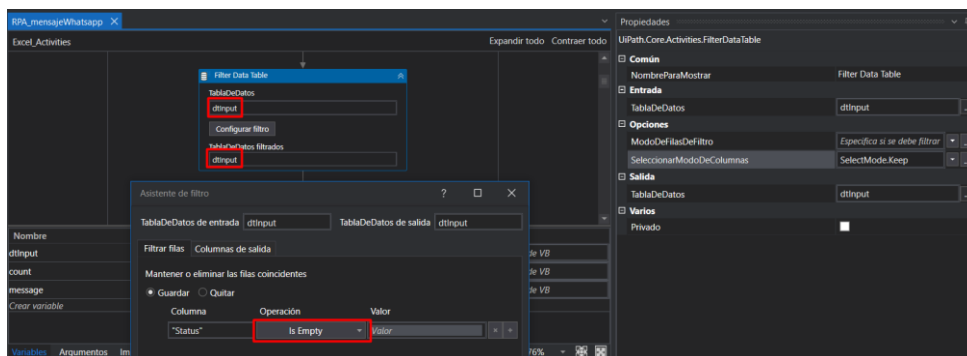 RPA_mensajeWhatsapp
Excel_Activities
Expandir todo Contraer todo
Filter Data Table
TablaDeDatos
dtInput
Configurar filtro
TablaDeDatos filtrados
dtInput
Asistente de filtro
? ×
TablaDeDatos de entrada dtInput TablaDeDatos de salida dtInput
Filtrar filas Columnas de salida
Mantener o eliminar las filas coincidentes
Guardar Quitar
Columna Operación Valor
"Status" Is Empty Valor
Nombre
dtInput de VB
count de VB
message de VB
Crear variable
Variables Argumentos Im 76%
Propiedades
UiPath.Core.Activities.FilterDataTable
Común
NombreParaMostrar Filter Data Table
Entrada
TablaDeDatos dtInput
Opciones
ModoDeFilasDeFiltro Especifica si se debe filtrar
SeleccionarModoDeColumnas SelectMode.Keep
Salida
TablaDeDatos dtInput
Varios
Privado